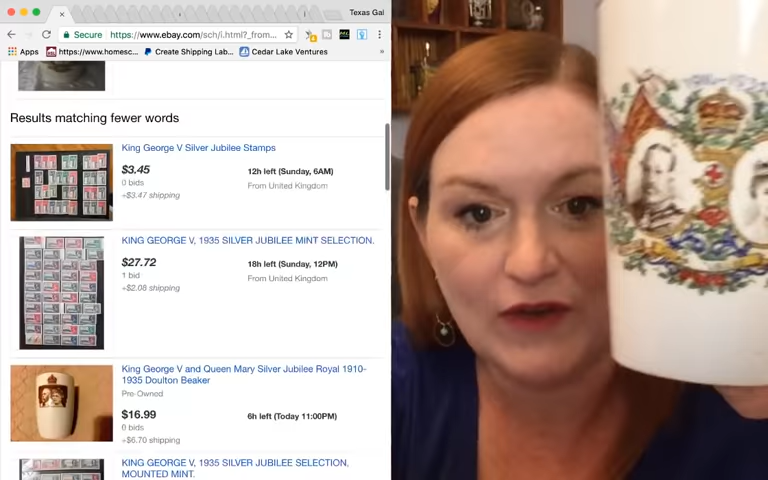 Texas Gal
Secure
https://www.ebay.com/sch/i.html?_from...
Apps
https://www.homesc...
Create Shipping Lab...
Cedar Lake Ventures
»
Results matching fewer words
King George V Silver Jubilee Stamps
$3.45
12h left (Sunday, 6AM)
0 bids
From United Kingdom
+$3.47 shipping
KING GEORGE V, 1935 SILVER JUBILEE MINT SELECTION.
$27.72
18h left (Sunday, 12PM)
1 bid
From United Kingdom
+$2.08 shipping
King George V and Queen Mary Silver Jubilee Royal 1910-
1935 Doulton Beaker
Pre-Owned
$16.99
6h left (Today 11:00PM)
0 bids
+$6.70 shipping
KING GEORGE V, 1935 SILVER JUBILEE SELECTION,
MOUNTED MINT.